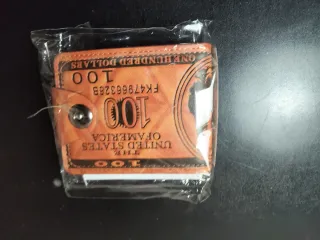 100
THE
UNITED STATES
OF AMERICA
100
100
ONE HUNDRED DOLLARS